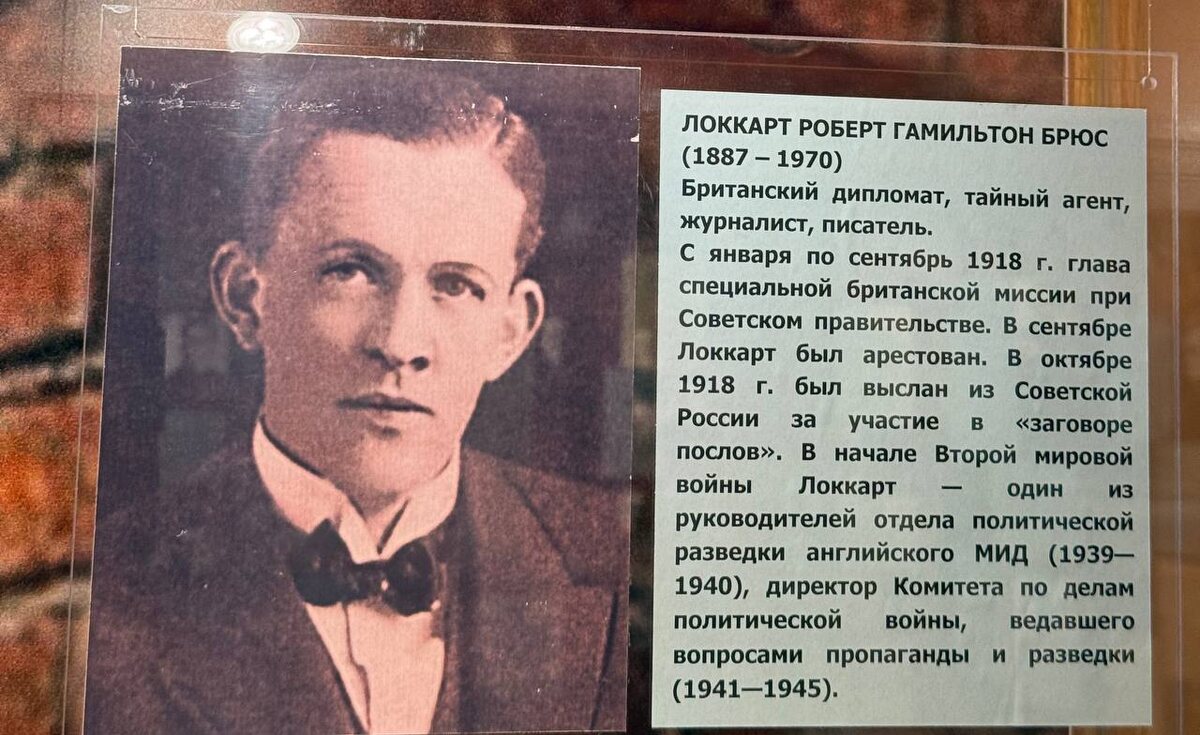 ЛОККАРТ РОБЕРТ ГАМИЛЬТОН БРЮС
(1887 – 1970)
Британский дипломат, тайный агент,
журналист, писатель.
С января по сентябрь 1918 г. глава
специальной британской миссии при
Советском правительстве. В сентябре
Локкарт был арестован. В октябре
1918 г. был выслан из Советской
России за участие в «заговоре
послов». В начале Второй мировой
войны Локкарт — один из
руководителей отдела политической
разведки английского МИД (1939—
1940), директор Комитета по делам
политической войны, ведавшего
вопросами пропаганды и разведки
(1941—1945).